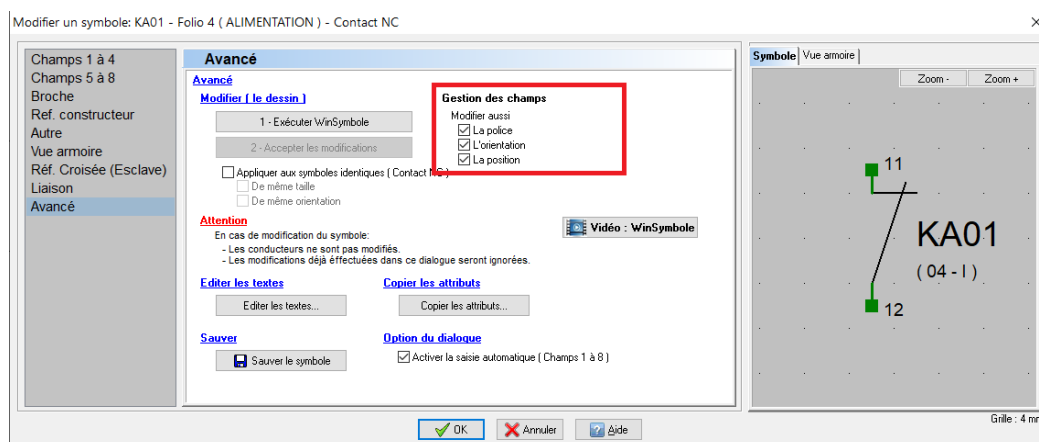 Modifier un symbole: KA01 - Folio 4 ( ALIMENTATION ) - Contact NC
Champs 1 à 4
Champs 5 à 8
Broche
Ref. constructeur
Autre
Vue armoire
Réf. Croisée (Esclave)
Liaison
Avancé
Avancé
Avancé
Modifier ( le dessin )
1 - Exécuter WinSymbole
2 - Accepter les modifications
Appliquer aux symboles identiques ( Contact NC )
De même taille
De même orientation
Gestion des champs
Modifier aussi
La police
L'orientation
La position
Attention
En cas de modification du symbole:
- Les conducteurs ne sont pas modifiés.
- Les modifications déjà éffectuées dans ce dialogue seront ignorées.
Vidéo : WinSymbole
Editer les textes
Editer les textes...
Copier les attributs
Copier les attributs...
Sauver
Sauver le symbole
Option du dialogue
Activer la saisie automatique ( Champs 1 à 8 )
OK
Annuler
Aide
Symbole
Vue armoire
Zoom -
Zoom +
11
KA01
( 04 - I )
12
Grille : 4 mm